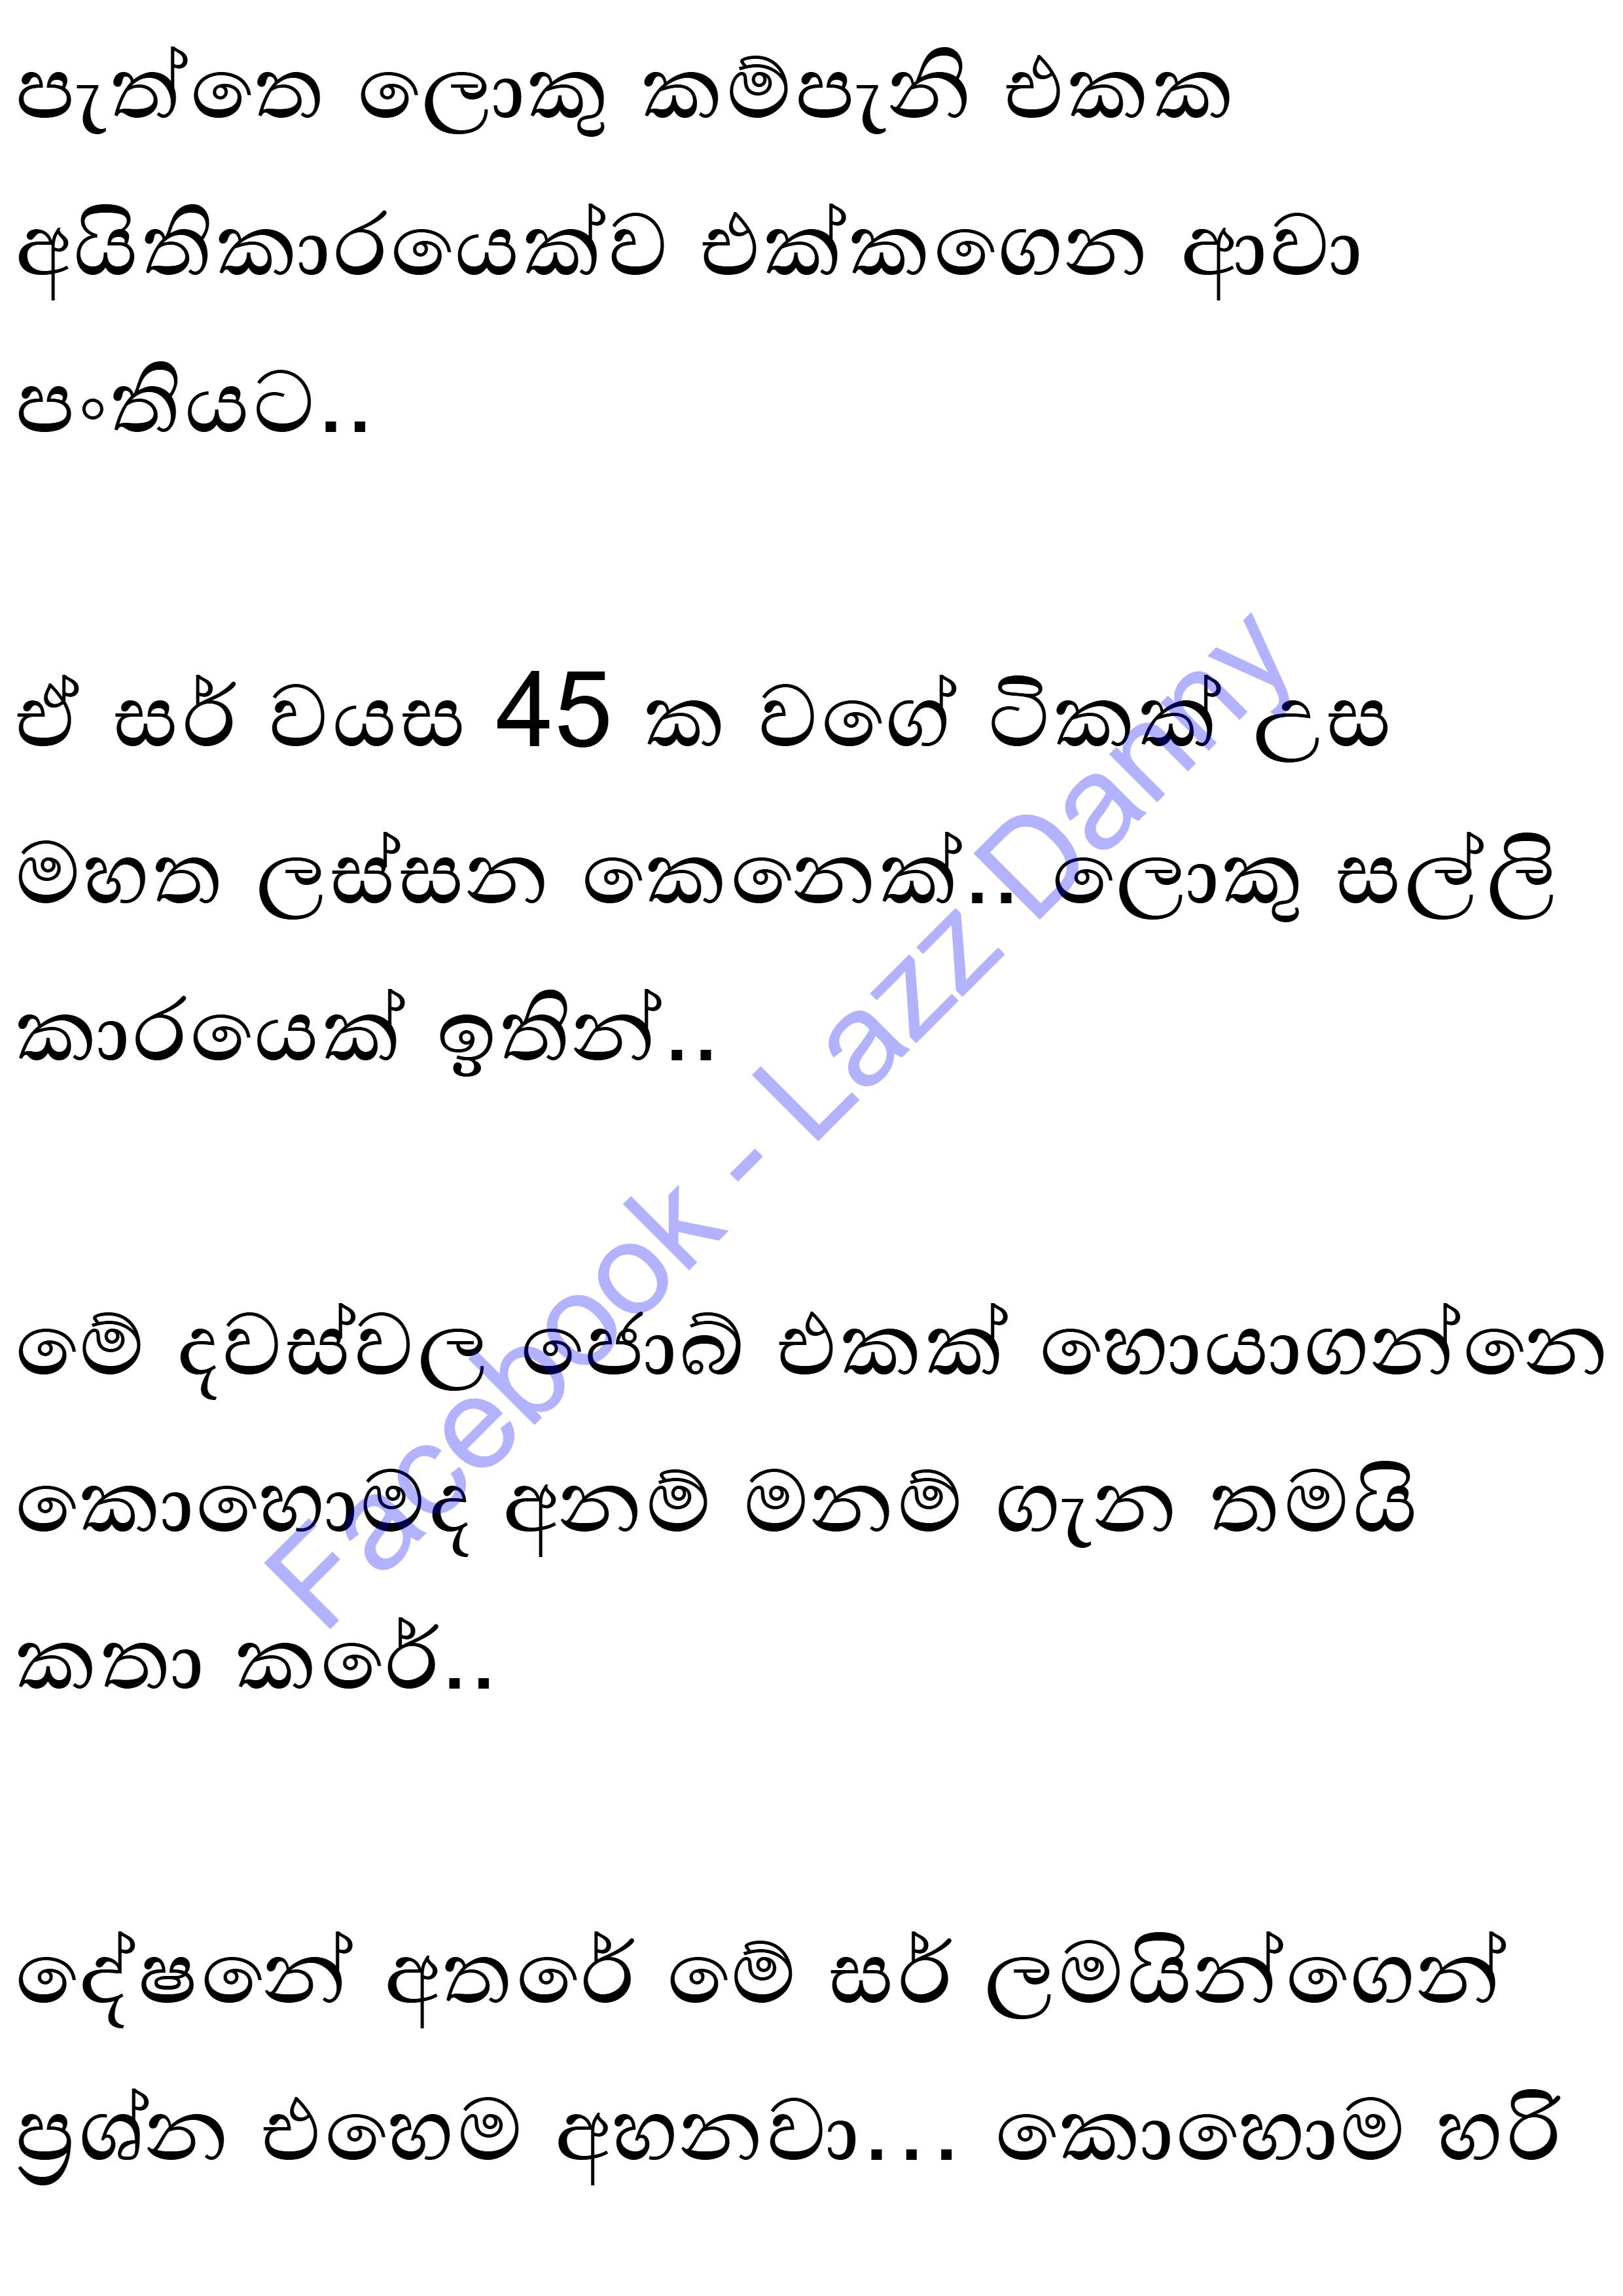 පැත්තෙ ලොකු කම්පැනි එකක
අයිතිකාරයෙක්ව එක්කගෙන ආවා
පංතියට..
ඒ සර් වයස 45 ක වගේ ටිකක් උස
මහත ලස්සන කෙනෙක්.. ලොකු සල්ලි
කාරයෙක් ඉතින්..
මේ දවස්වල ජොබ් එකක් හොයාගන්නෙ
කොහොමද අනම් මනම් ගැන තමයි
කතා කරේ..
දේෂනේ අතරේ මේ සර් ලමයින්ගෙන්
ප්‍රශ්න එහෙම අහනවා... කොහොම හරි
Facebook - Lazz Danny